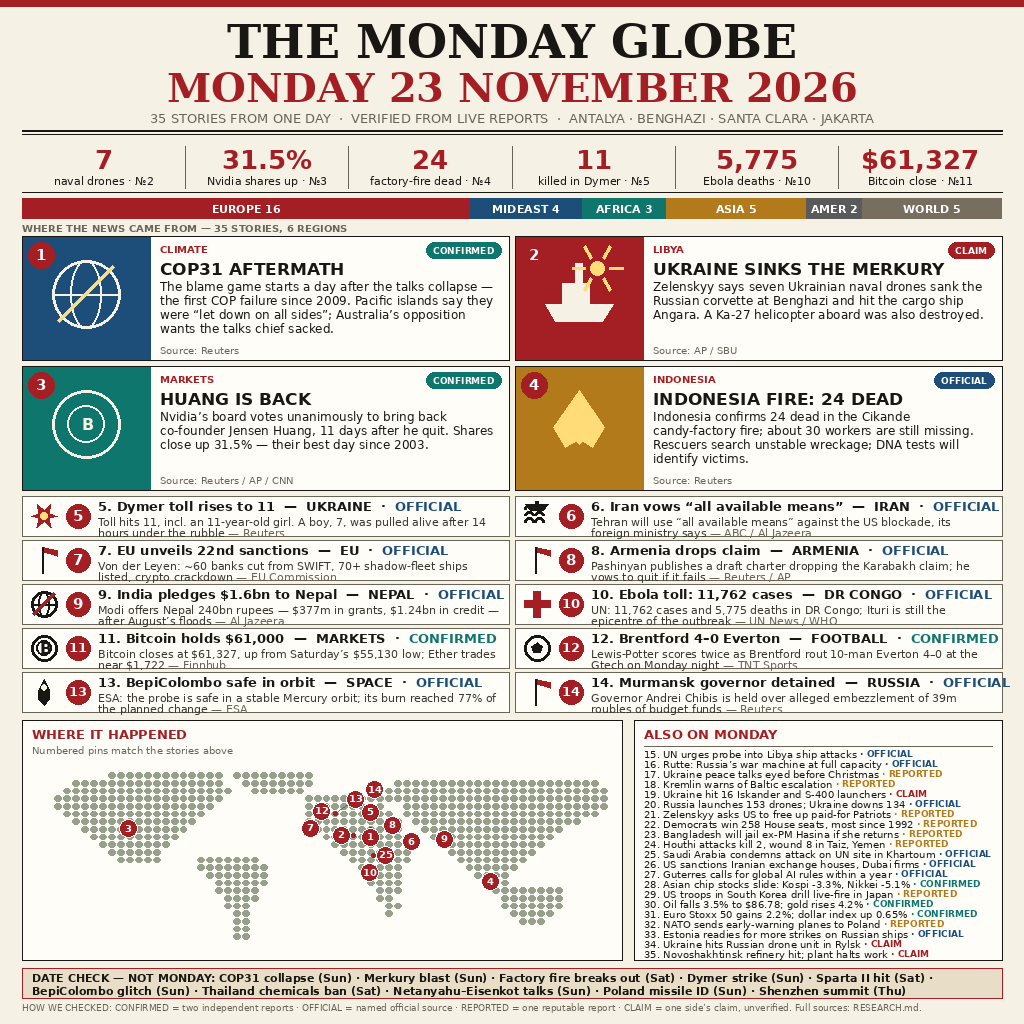 THE MONDAY GLOBE
MONDAY 23 NOVEMBER 2026
35 STORIES FROM ONE DAY · VERIFIED FROM LIVE REPORTS · ANTALYA · BENGHAZI · SANTA CLARA · JAKARTA
7
naval drones · №2
31.5%
Nvidia shares up · №3
24
factory-fire dead · №4
11
killed in Dymer · №5
5,775
Ebola deaths · №10
$61,327
Bitcoin close · №11
EUROPE 16
MIDEAST 4
AFRICA 3
ASIA 5
AMER 2
WORLD 5
WHERE THE NEWS CAME FROM — 35 STORIES, 6 REGIONS
1
CLIMATE
CONFIRMED
COP31 AFTERMATH
The blame game starts a day after the talks collapse —
the first COP failure since 2009. Pacific islands say they
were “let down on all sides”; Australia’s opposition
wants the talks chief sacked.
Source: Reuters
2
LIBYA
CLAIM
UKRAINE SINKS THE MERKURY
Zelenskyy says seven Ukrainian naval drones sank the
Russian corvette at Benghazi and hit the cargo ship
Angara. A Ka-27 helicopter aboard was also destroyed.
Source: AP / SBU
3
B
MARKETS
CONFIRMED
HUANG IS BACK
Nvidia’s board votes unanimously to bring back
co-founder Jensen Huang, 11 days after he quit. Shares
close up 31.5% — their best day since 2003.
Source: Reuters / AP / CNN
4
INDONESIA
OFFICIAL
INDONESIA FIRE: 24 DEAD
Indonesia confirms 24 dead in the Cikande
candy-factory fire; about 30 workers are still missing.
Rescuers search unstable wreckage; DNA tests will
identify victims.
Source: Reuters
5
5. Dymer toll rises to 11 — UKRAINE · OFFICIAL
Toll hits 11, incl. an 11-year-old girl. A boy, 7, was pulled alive after 14
hours under the rubble — Reuters
6
6. Iran vows “all available means” — IRAN · OFFICIAL
Tehran will use “all available means” against the US blockade, its
foreign ministry says — ABC / Al Jazeera
7
7. EU unveils 22nd sanctions — EU · OFFICIAL
Von der Leyen: ~60 banks cut from SWIFT, 70+ shadow-fleet ships
listed, crypto crackdown — EU Commission
8
8. Armenia drops claim — ARMENIA · OFFICIAL
Pashinyan publishes a draft charter dropping the Karabakh claim; he
vows to quit if it fails — Reuters / AP
9
9. India pledges $1.6bn to Nepal — NEPAL · OFFICIAL
Modi offers Nepal 240bn rupees — $377m in grants, $1.24bn in credit —
after August’s floods — Al Jazeera
10
10. Ebola toll: 11,762 cases — DR CONGO · OFFICIAL
UN: 11,762 cases and 5,775 deaths in DR Congo; Ituri is still the
epicentre of the outbreak — UN News / WHO
B
11
11. Bitcoin holds $61,000 — MARKETS · CONFIRMED
Bitcoin closes at $61,327, up from Saturday’s $55,130 low; Ether trades
near $1,722 — Finnhub
12
12. Brentford 4–0 Everton — FOOTBALL · CONFIRMED
Lewis-Potter scores twice as Brentford rout 10-man Everton 4–0 at the
Gtech on Monday night — TNT Sports
13
13. BepiColombo safe in orbit — SPACE · OFFICIAL
ESA: the probe is safe in a stable Mercury orbit; its burn reached 77% of
the planned change — ESA
14
14. Murmansk governor detained — RUSSIA · OFFICIAL
Governor Andrei Chibis is held over alleged embezzlement of 39m
roubles of budget funds — Reuters
WHERE IT HAPPENED
Numbered pins match the stories above
14
13
12
5
7
8
3
2
1
6
9
25
10
4
ALSO ON MONDAY
15. UN urges probe into Libya ship attacks · OFFICIAL
16. Rutte: Russia’s war machine at full capacity · OFFICIAL
17. Ukraine peace talks eyed before Christmas · REPORTED
18. Kremlin warns of Baltic escalation · REPORTED
19. Ukraine hit 16 Iskander and S-400 launchers · CLAIM
20. Russia launches 153 drones; Ukraine downs 134 · OFFICIAL
21. Zelenskyy asks US to free up paid-for Patriots · REPORTED
22. Democrats win 258 House seats, most since 1992 · REPORTED
23. Bangladesh will jail ex-PM Hasina if she returns · REPORTED
24. Houthi attacks kill 2, wound 8 in Taiz, Yemen · REPORTED
25. Saudi Arabia condemns attack on UN site in Khartoum · OFFICIAL
26. US sanctions Iranian exchange houses, Dubai firms · OFFICIAL
27. Guterres calls for global AI rules within a year · OFFICIAL
28. Asian chip stocks slide: Kospi -3.3%, Nikkei -5.1% · CONFIRMED
29. US troops in South Korea drill live-fire in Japan · REPORTED
30. Oil falls 3.5% to $86.78; gold rises 4.2% · CONFIRMED
31. Euro Stoxx 50 gains 2.2%; dollar index up 0.65% · CONFIRMED
32. NATO sends early-warning planes to Poland · REPORTED
33. Estonia readies for more strikes on Russian ships · OFFICIAL
34. Ukraine hits Russian drone unit in Rylsk · CLAIM
35. Novoshakhtinsk refinery hit; plant halts work · CLAIM
DATE CHECK — NOT MONDAY: COP31 collapse (Sun) · Merkury blast (Sun) · Factory fire breaks out (Sat) · Dymer strike (Sun) · Sparta II hit (Sat) ·
BepiColombo glitch (Sun) · Thailand chemicals ban (Sat) · Netanyahu–Eisenkot talks (Sun) · Poland missile ID (Sun) · Shenzhen summit (Thu)
HOW WE CHECKED: CONFIRMED = two independent reports · OFFICIAL = named official source · REPORTED = one reputable report · CLAIM = one side’s claim, unverified. Full sources: RESEARCH.md.